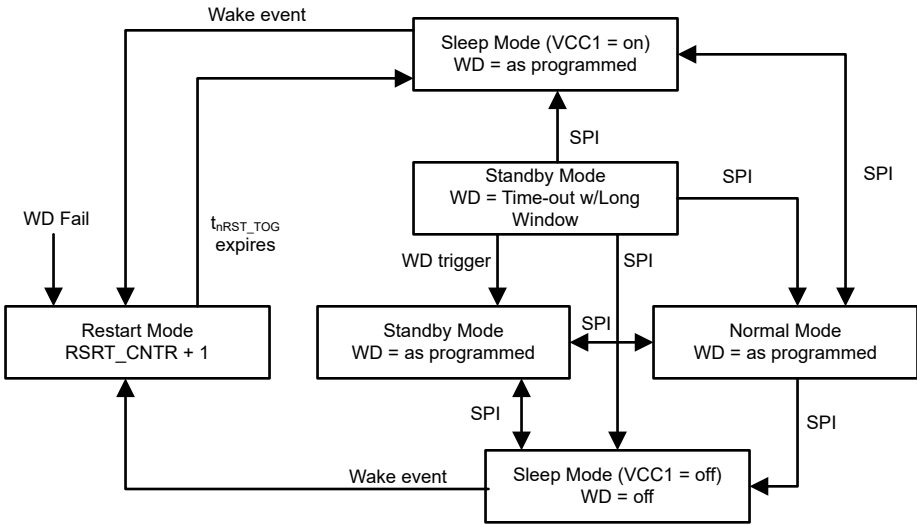 Wake event
Sleep Mode (VCC1 = on)
WD = as programmed
SPI
SPI
SPI
Standby Mode
WD = Time-out w/Long
Window
WD Fail
tnRST_TOG
expires
WD trigger
SPI
Restart Mode
RSRT_CNTR + 1
Standby Mode
WD = as programmed
SPI
Normal Mode
WD = as programmed
SPI
SPI
Wake event
Sleep Mode (VCC1 = off)
WD = off